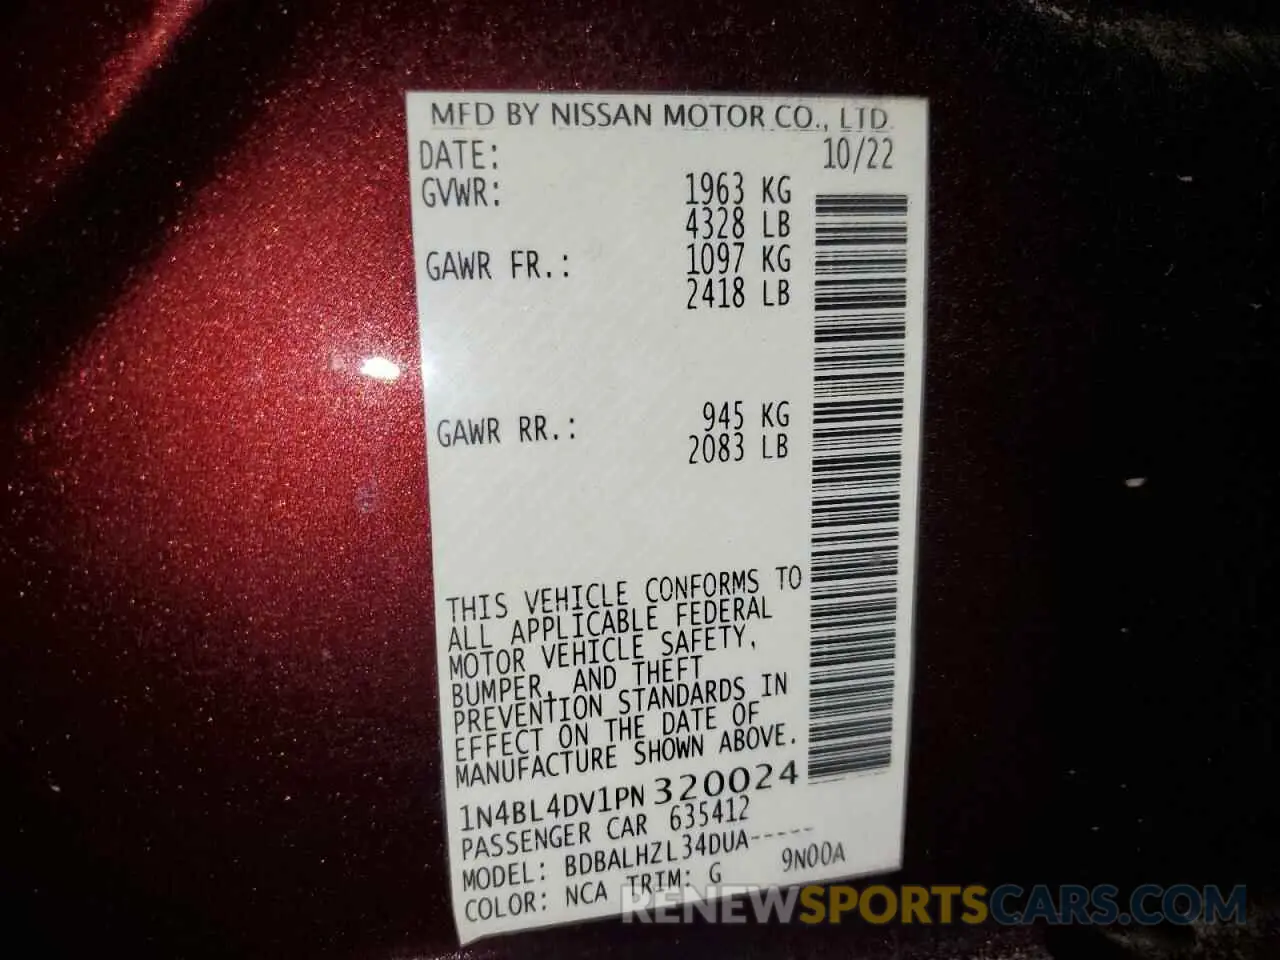 MFD BY NISSAN MOTOR CO., LTD.
DATE: 10/22
GVWR: 1963 KG
4328 LB
GAWR FR.: 1097 KG
2418 LB
GAWR RR.: 945 KG
2083 LB
THIS VEHICLE CONFORMS TO
ALL APPLICABLE FEDERAL
MOTOR VEHICLE SAFETY,
BUMPER, AND THEFT
PREVENTION STANDARDS IN
EFFECT ON THE DATE OF
MANUFACTURE SHOWN ABOVE.
1N4BL4DV1PN320024
PASSENGER CAR 635412
MODEL: BDBALHZL34DUA-----
COLOR: NCA TRIM: G 9N00A
RENEWSPORTSCARS.COM